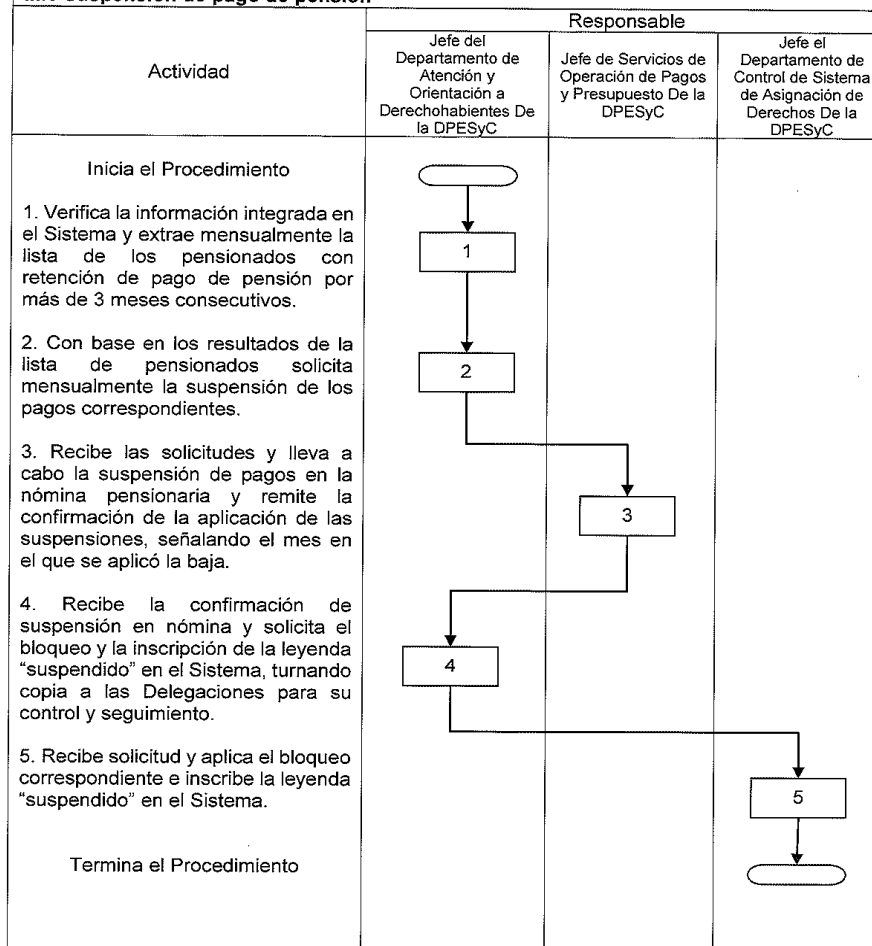 Suspensión de pago de pensión
Responsable
Actividad
Jefe del
Departamento de
Atención y
Orientación a
Derechohabientes De
la DPESyC
Jefe de Servicios de
Operación de Pagos
y Presupuesto De la
DPESyC
Jefe el
Departamento de
Control de Sistema
de Asignación de
Derechos De la
DPESyC
Inicia el Procedimiento
1. Verifica la información integrada en
el Sistema y extrae mensualmente la
lista de los pensionados con
retención de pago de pensión por
más de 3 meses consecutivos.
1
2. Con base en los resultados de la
lista de pensionados solicita
mensualmente la suspensión de los
pagos correspondientes.
2
3. Recibe las solicitudes y lleva a
cabo la suspensión de pagos en la
nómina pensionaria y remite la
confirmación de la aplicación de las
suspensiones, señalando el mes en
el que se aplicó la baja.
3
4. Recibe la confirmación de
suspensión en nómina y solicita el
bloqueo y la inscripción de la leyenda
“suspendido” en el Sistema, turnando
copia a las Delegaciones para su
control y seguimiento.
4
5. Recibe solicitud y aplica el bloqueo
correspondiente e inscribe la leyenda
“suspendido” en el Sistema.
5
Termina el Procedimiento